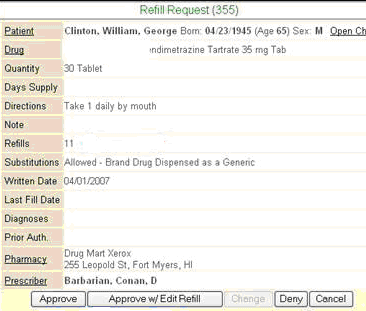 Refill Request (355)
Patient Clinton, William, George Born: 04/23/1945 (Age 65) Sex: M Open Ch
Drug ndimetrazine Tartrate 35 mg Tab
Quantity 30 Tablet
Days Supply
Directions Take 1 daily by mouth
Note
Refills 11
Substitutions Allowed - Brand Drug Dispensed as a Generic
Written Date 04/01/2007
Last Fill Date
Diagnoses
Prior Auth.
Pharmacy Drug Mart Xerox
255 Leopold St, Fort Myers, HI
Prescriber Barbarian, Conan, D
Approve Approve w/ Edit Refill Change Deny Cancel